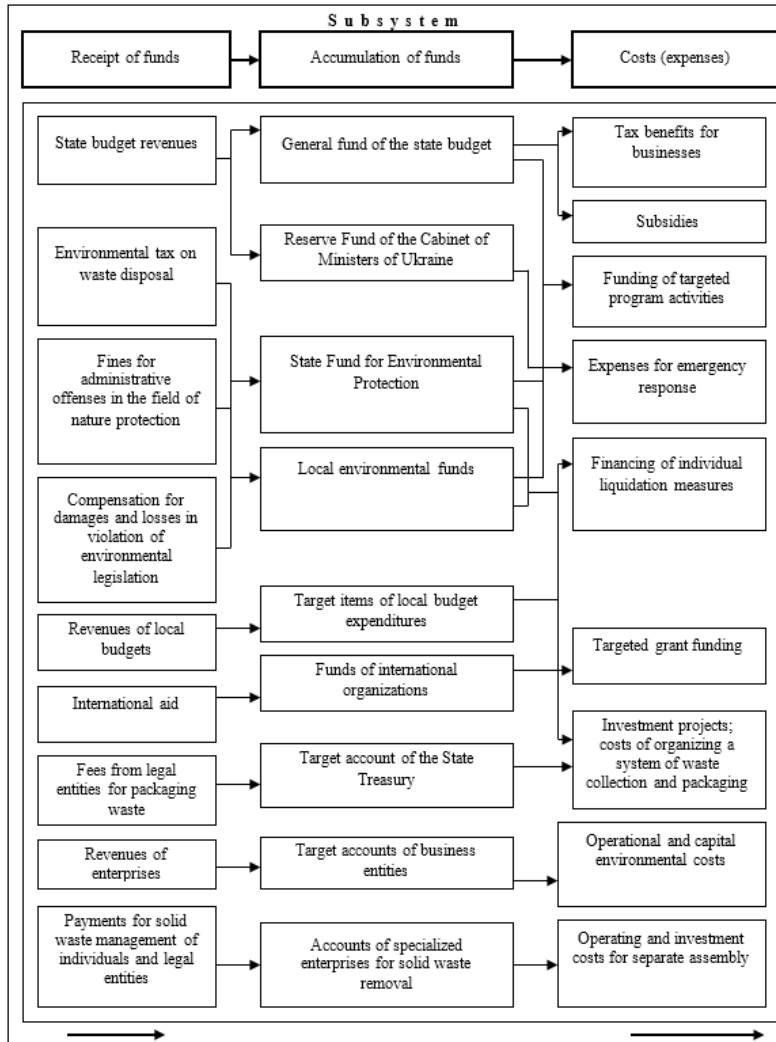 Subsystem
Receipt of funds
Accumulation of funds
Costs (expenses)
State budget revenues
General fund of the state budget
Tax benefits for
businesses
Subsidies
Environmental tax on
waste disposal
Reserve Fund of the Cabinet of
Ministers of Ukraine
Funding of targeted
program activities
Fines for
administrative
offenses in the field of
nature protection
State Fund for Environmental
Protection
Expenses for emergency
response
Compensation for
damages and losses in
violation of
environmental
legislation
Local environmental funds
Financing of individual
liquidation measures
Revenues of local
budgets
Target items of local budget
expenditures
Targeted grant funding
International aid
Funds of international
organizations
Investment projects;
costs of organizing a
system of waste
collection and packaging
Fees from legal
entities for packaging
waste
Target account of the State
Treasury
Revenues of
enterprises
Target accounts of business
entities
Operational and capital
environmental costs
Payments for solid
waste management of
individuals and legal
entities
Accounts of specialized
enterprises for solid waste
removal
Operating and investment
costs for separate assembly